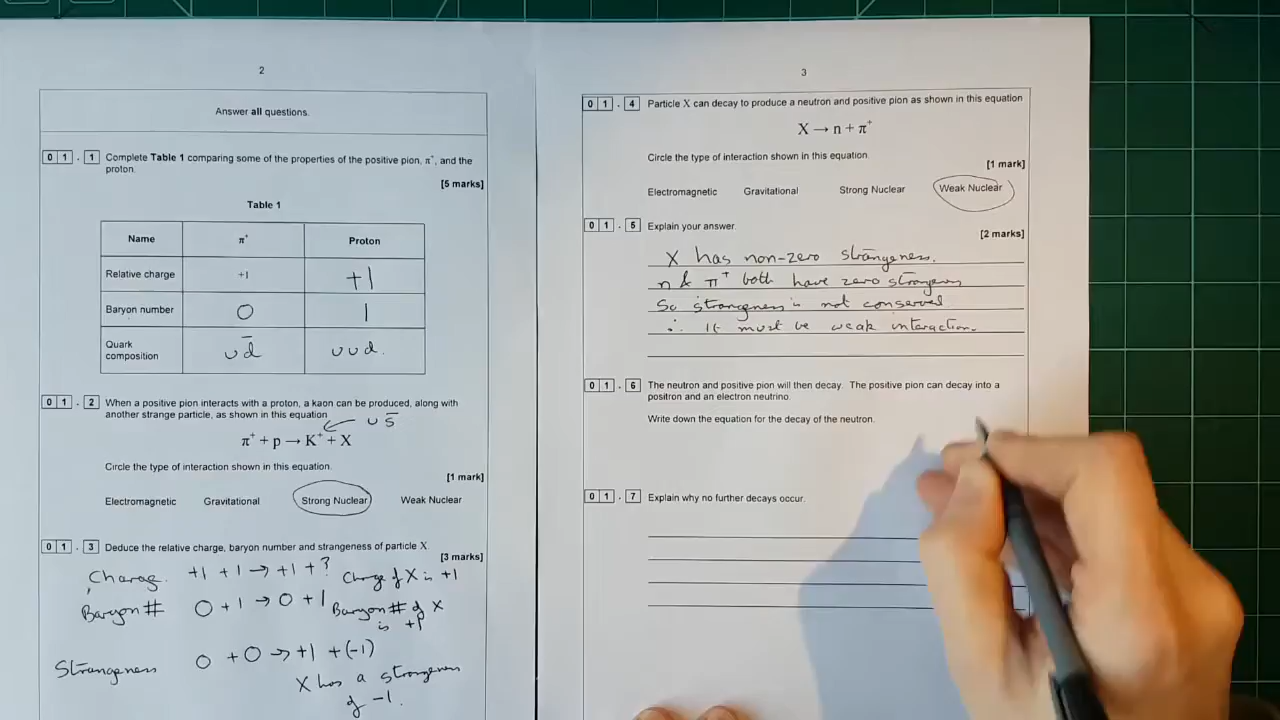 2
Answer all questions.
0 1 . 1 Complete Table 1 comparing some of the properties of the positive pion, π⁺, and the
proton.
[5 marks]
Table 1
Name π⁺ Proton
Relative charge +1 +1
Baryon number 0 1
Quark
composition u d̄ u u d.
0 1 . 2 When a positive pion interacts with a proton, a kaon can be produced, along with
another strange particle, as shown in this equation
u s̄
π⁺ + p → K⁺ + X
Circle the type of interaction shown in this equation.
[1 mark]
Electromagnetic Gravitational Strong Nuclear Weak Nuclear
0 1 . 3 Deduce the relative charge, baryon number and strangeness of particle X.
[3 marks]
Charge. +1 +1 → +1 + ? Charge of X is +1
Baryon # 0 + 1 → 0 + 1 Baryon # of X
is +1
Strangeness 0 + 0 → +1 + (-1)
X has a strangeness
of -1.
3
0 1 . 4 Particle X can decay to produce a neutron and positive pion as shown in this equation
X → n + π⁺
Circle the type of interaction shown in this equation.
[1 mark]
Electromagnetic Gravitational Strong Nuclear Weak Nuclear
0 1 . 5 Explain your answer.
[2 marks]
X has non-zero strangeness.
n & π⁺ both have zero strangeness
So strangeness is not conserved
∴ it must be weak interaction.
0 1 . 6 The neutron and positive pion will then decay. The positive pion can decay into a
positron and an electron neutrino.
Write down the equation for the decay of the neutron.
0 1 . 7 Explain why no further decays occur.